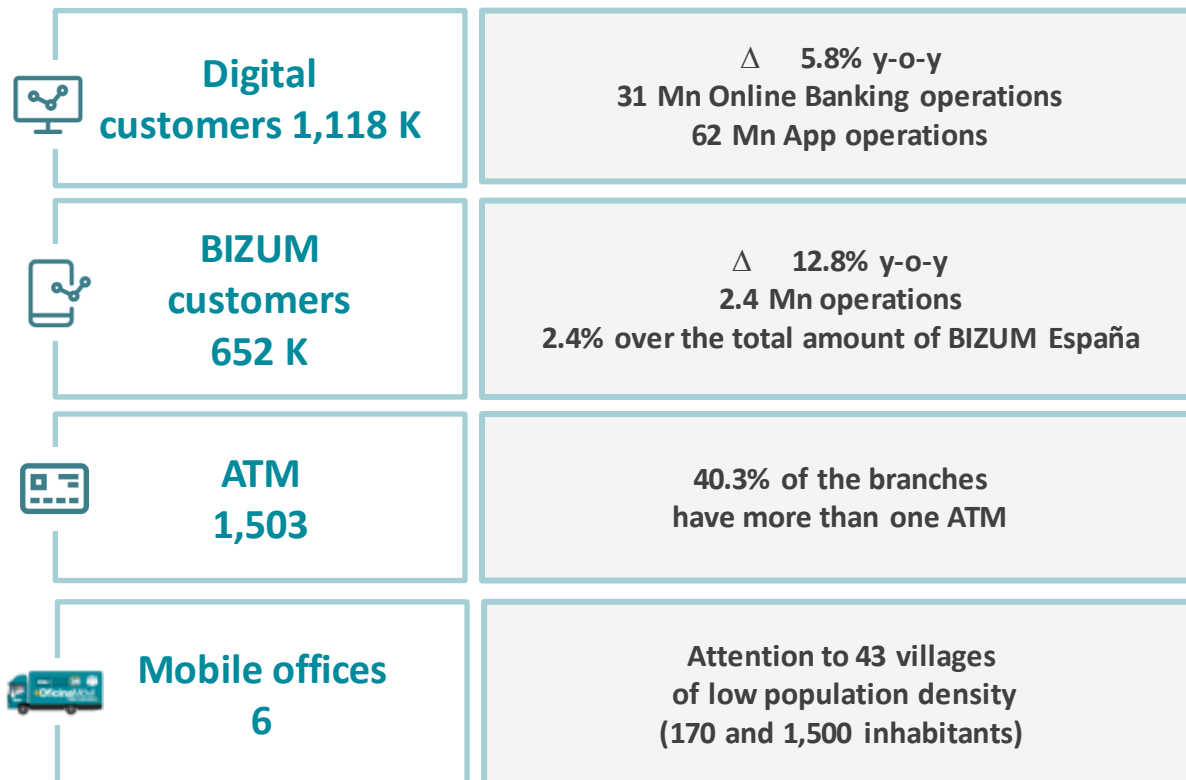 Digital
customers 1,118 K
∆ 5.8% y-o-y
31 Mn Online Banking operations
62 Mn App operations
BIZUM
customers
652 K
∆ 12.8% y-o-y
2.4 Mn operations
2.4% over the total amount of BIZUM España
ATM
1,503
40.3% of the branches
have more than one ATM
OficinaMóvil
Mobile offices
6
Attention to 43 villages
of low population density
(170 and 1,500 inhabitants)